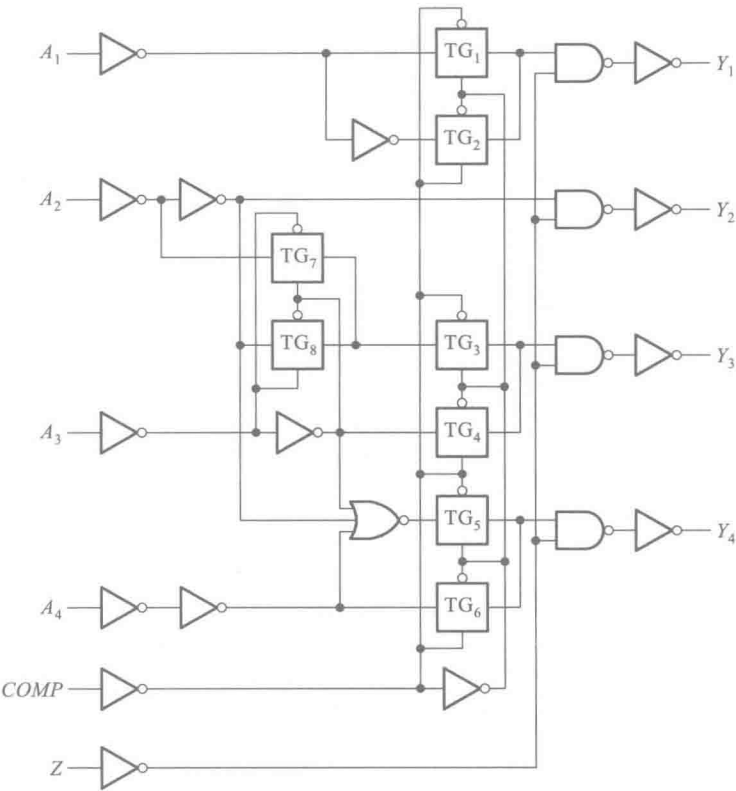 A₁
TG₁
Y₁
TG₂
A₂
Y₂
TG₇
TG₈
TG₃
Y₃
A₃
TG₄
TG₅
Y₄
A₄
TG₆
COMP
Z